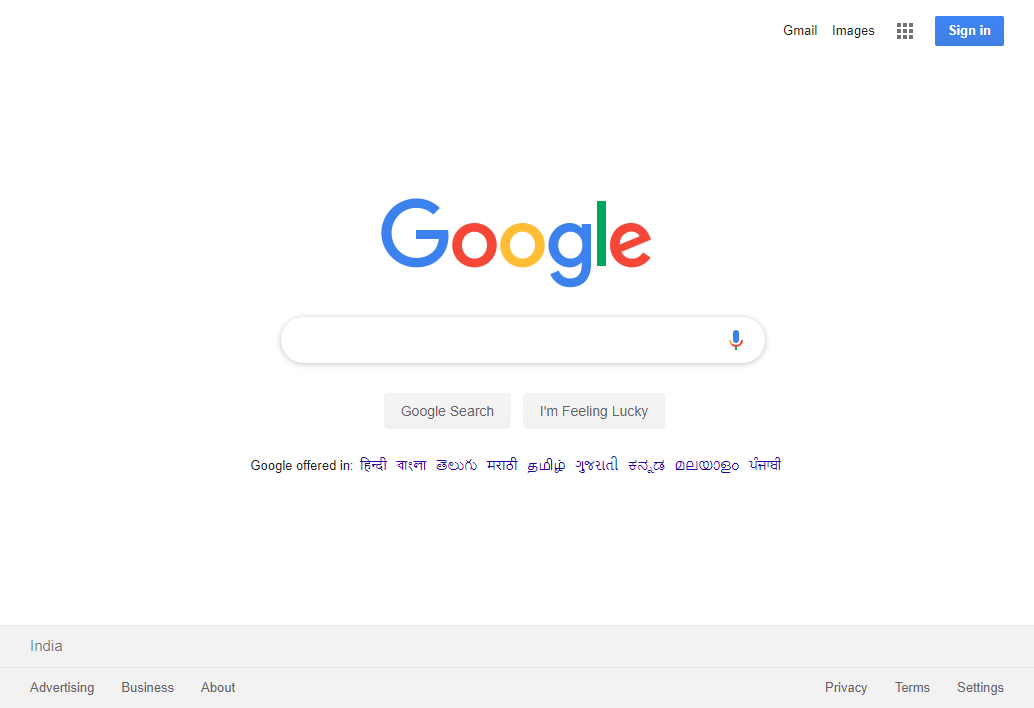 Gmail Images Sign in
Google
Google Search I'm Feeling Lucky
Google offered in: हिन्दी বাংলা తెలుగు मराठी தமிழ் ગુજરાતી ಕನ್ನಡ മലയാളം ਪੰਜਾਬੀ
India
Advertising Business About Privacy Terms Settings